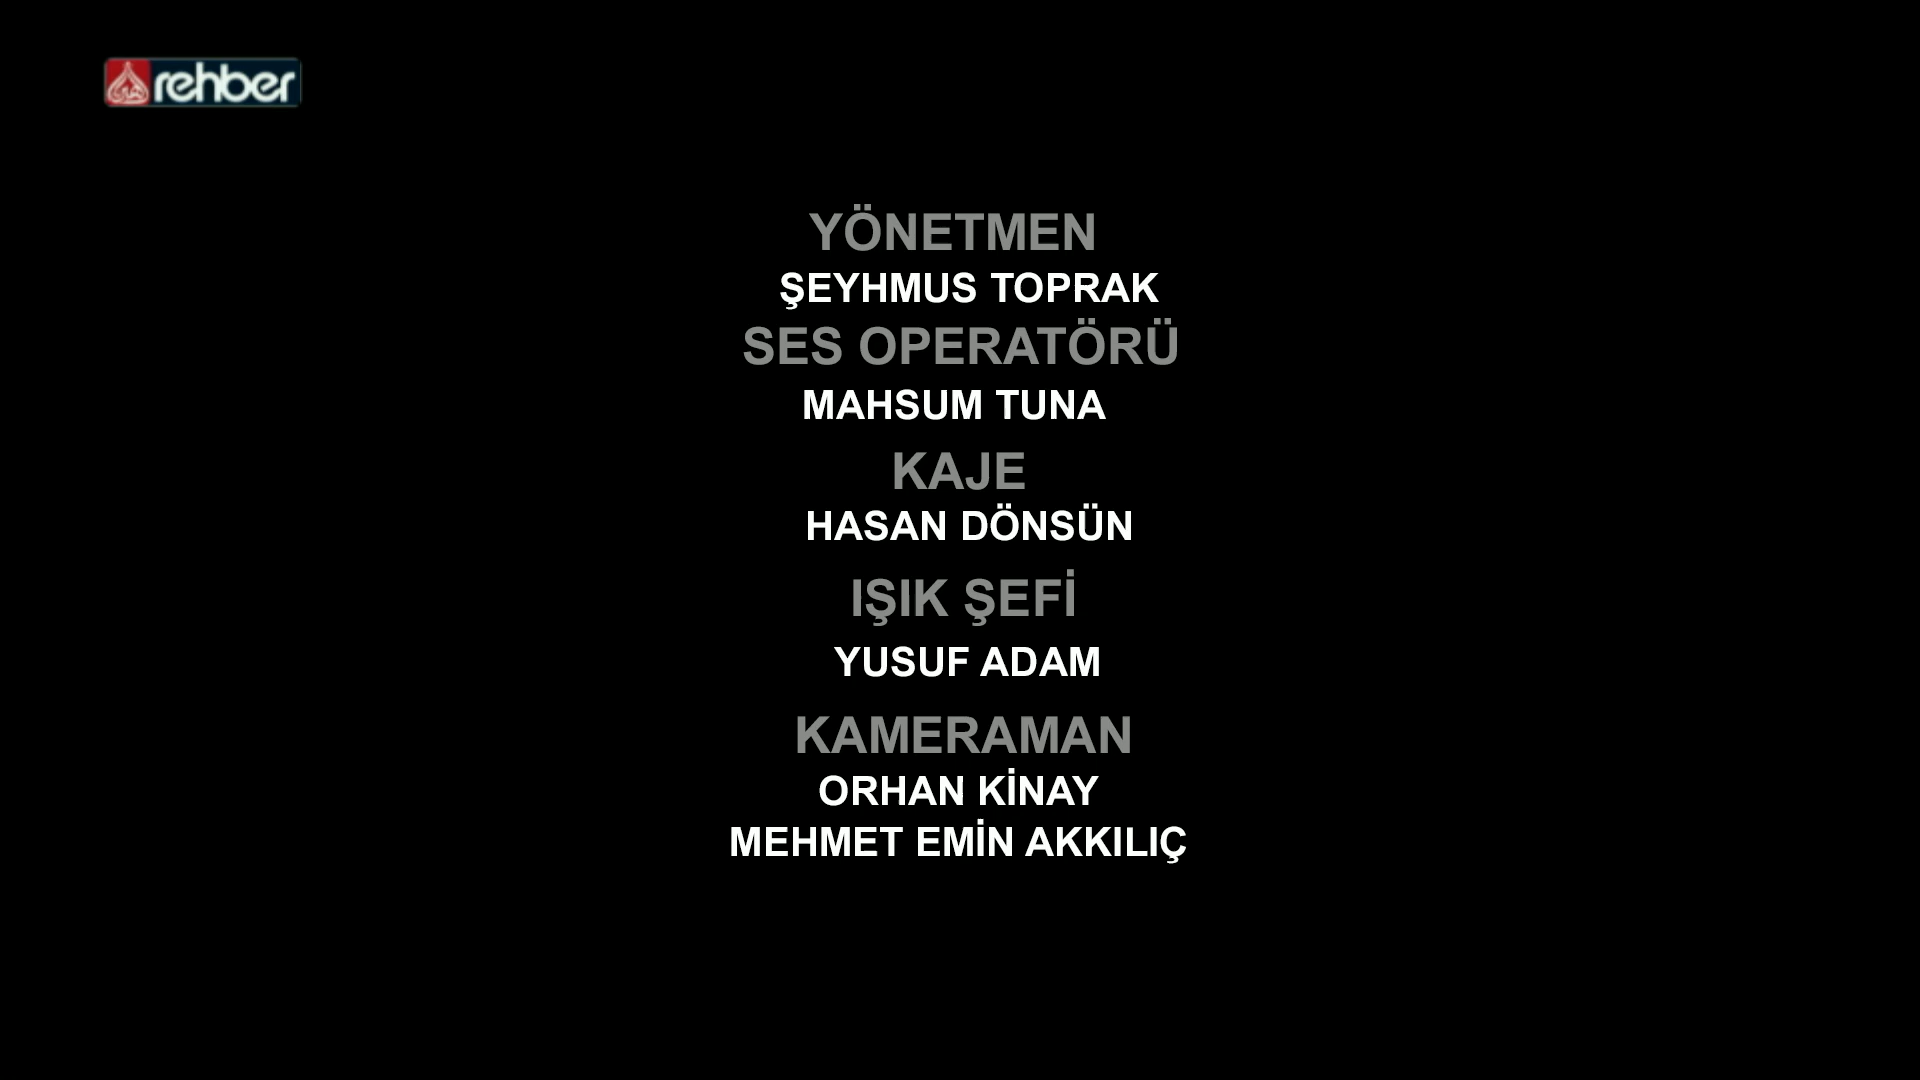 rehber
YÖNETMEN
ŞEYHMUS TOPRAK
SES OPERATÖRÜ
MAHSUM TUNA
KAJE
HASAN DÖNSÜN
IŞIK ŞEFİ
YUSUF ADAM
KAMERAMAN
ORHAN KİNAY
MEHMET EMİN AKKILIÇ